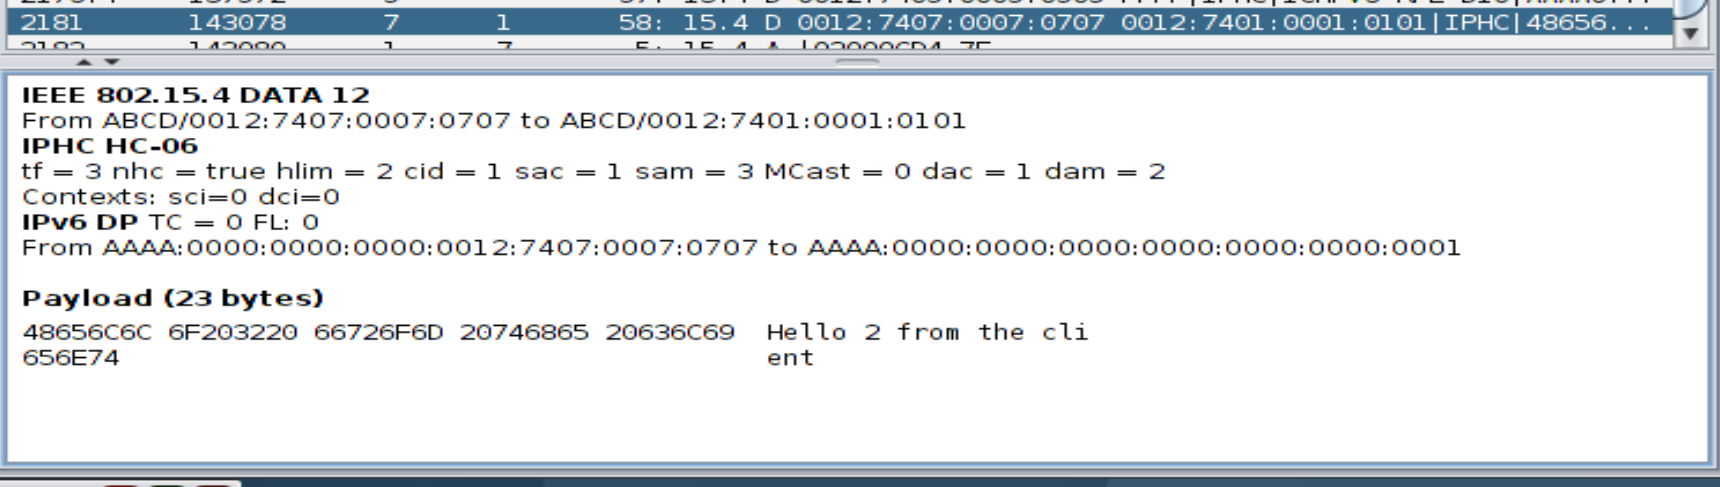 2181 143078 7 1 58: 15.4 D 0012:7407:0007:0707 0012:7401:0001:0101|IPHC|48656...
IEEE 802.15.4 DATA 12
From ABCD/0012:7407:0007:0707 to ABCD/0012:7401:0001:0101
IPHC HC-06
tf = 3 nhc = true hlim = 2 cid = 1 sac = 1 sam = 3 MCast = 0 dac = 1 dam = 2
Contexts: sci=0 dci=0
IPv6 DP TC = 0 FL: 0
From AAAA:0000:0000:0000:0012:7407:0007:0707 to AAAA:0000:0000:0000:0000:0000:0000:0001
Payload (23 bytes)
48656C6C 6F203220 66726F6D 20746865 20636C69 Hello 2 from the cli
656E74 ent